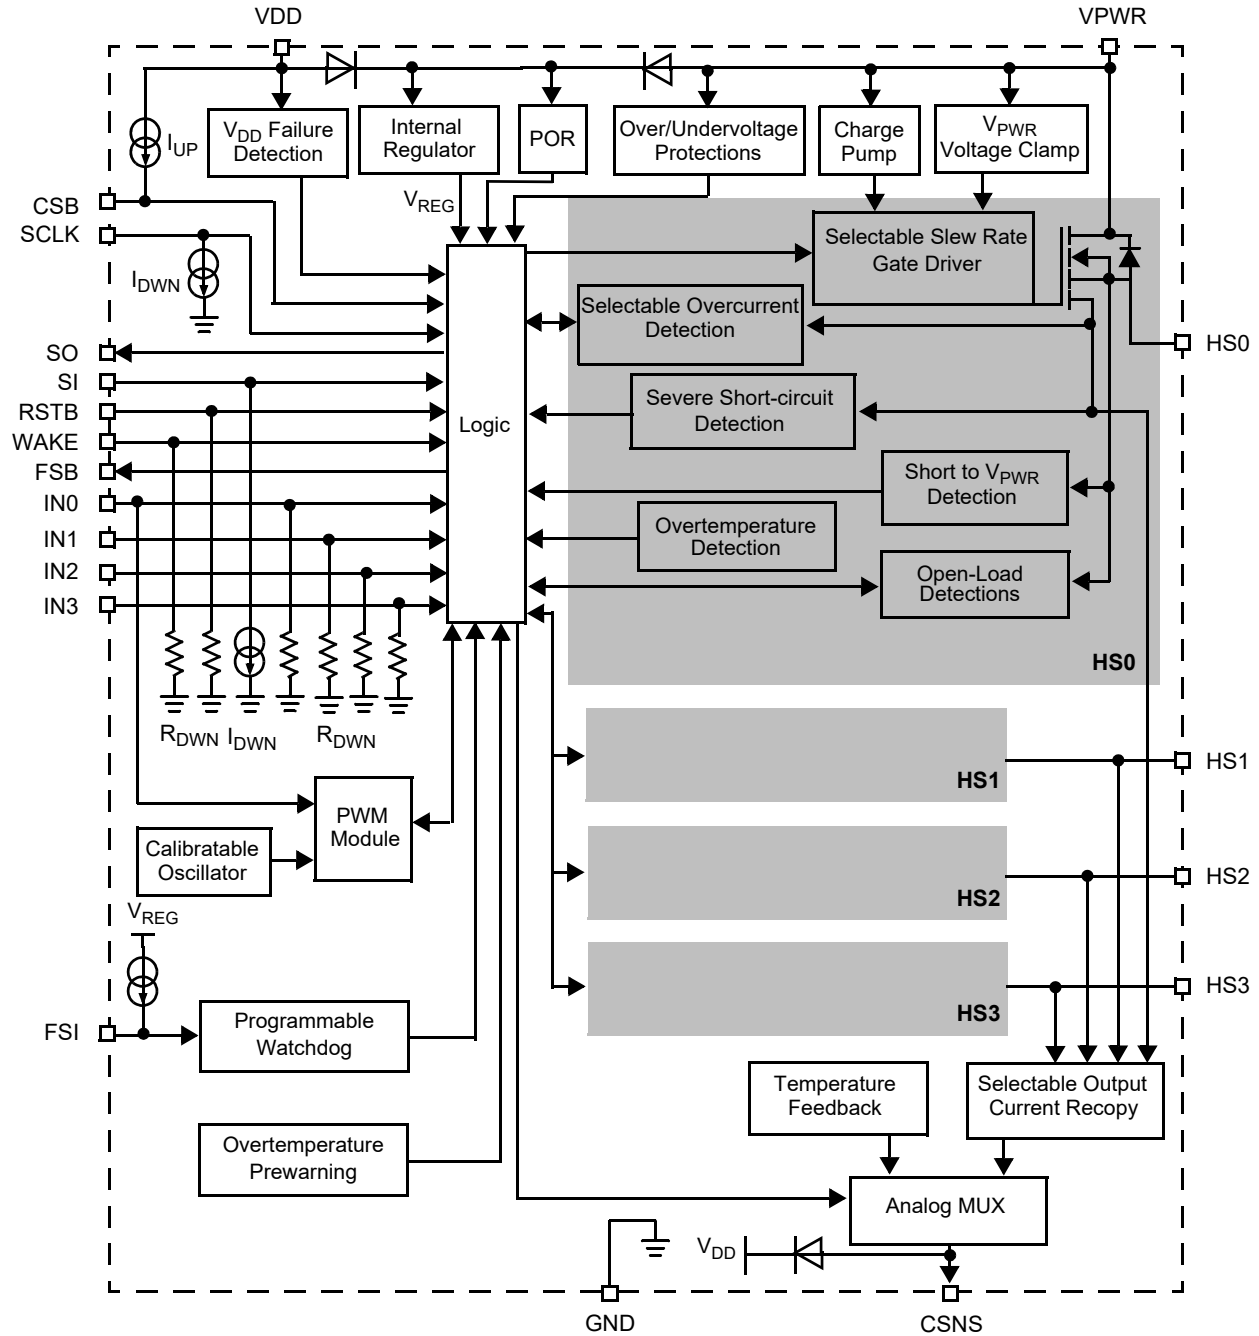 VDD
VPWR
VDD Failure
Detection
Internal
Regulator
POR
Over/Undervoltage
Protections
Charge
Pump
VPWR
Voltage Clamp
IUP
VREG
CSB
SCLK
IDWN
SO
SI
RSTB
WAKE
FSB
IN0
IN1
IN2
IN3
Logic
Selectable Slew Rate
Gate Driver
Selectable Overcurrent
Detection
Severe Short-circuit
Detection
Short to VPWR
Detection
Overtemperature
Detection
Open-Load
Detections
HS0
HS0
RDWN
IDWN
RDWN
HS1
HS1
PWM
Module
Calibratable
Oscillator
HS2
HS2
VREG
HS3
HS3
FSI
Programmable
Watchdog
Temperature
Feedback
Selectable Output
Current Recopy
Overtemperature
Prewarning
Analog MUX
VDD
GND
CSNS